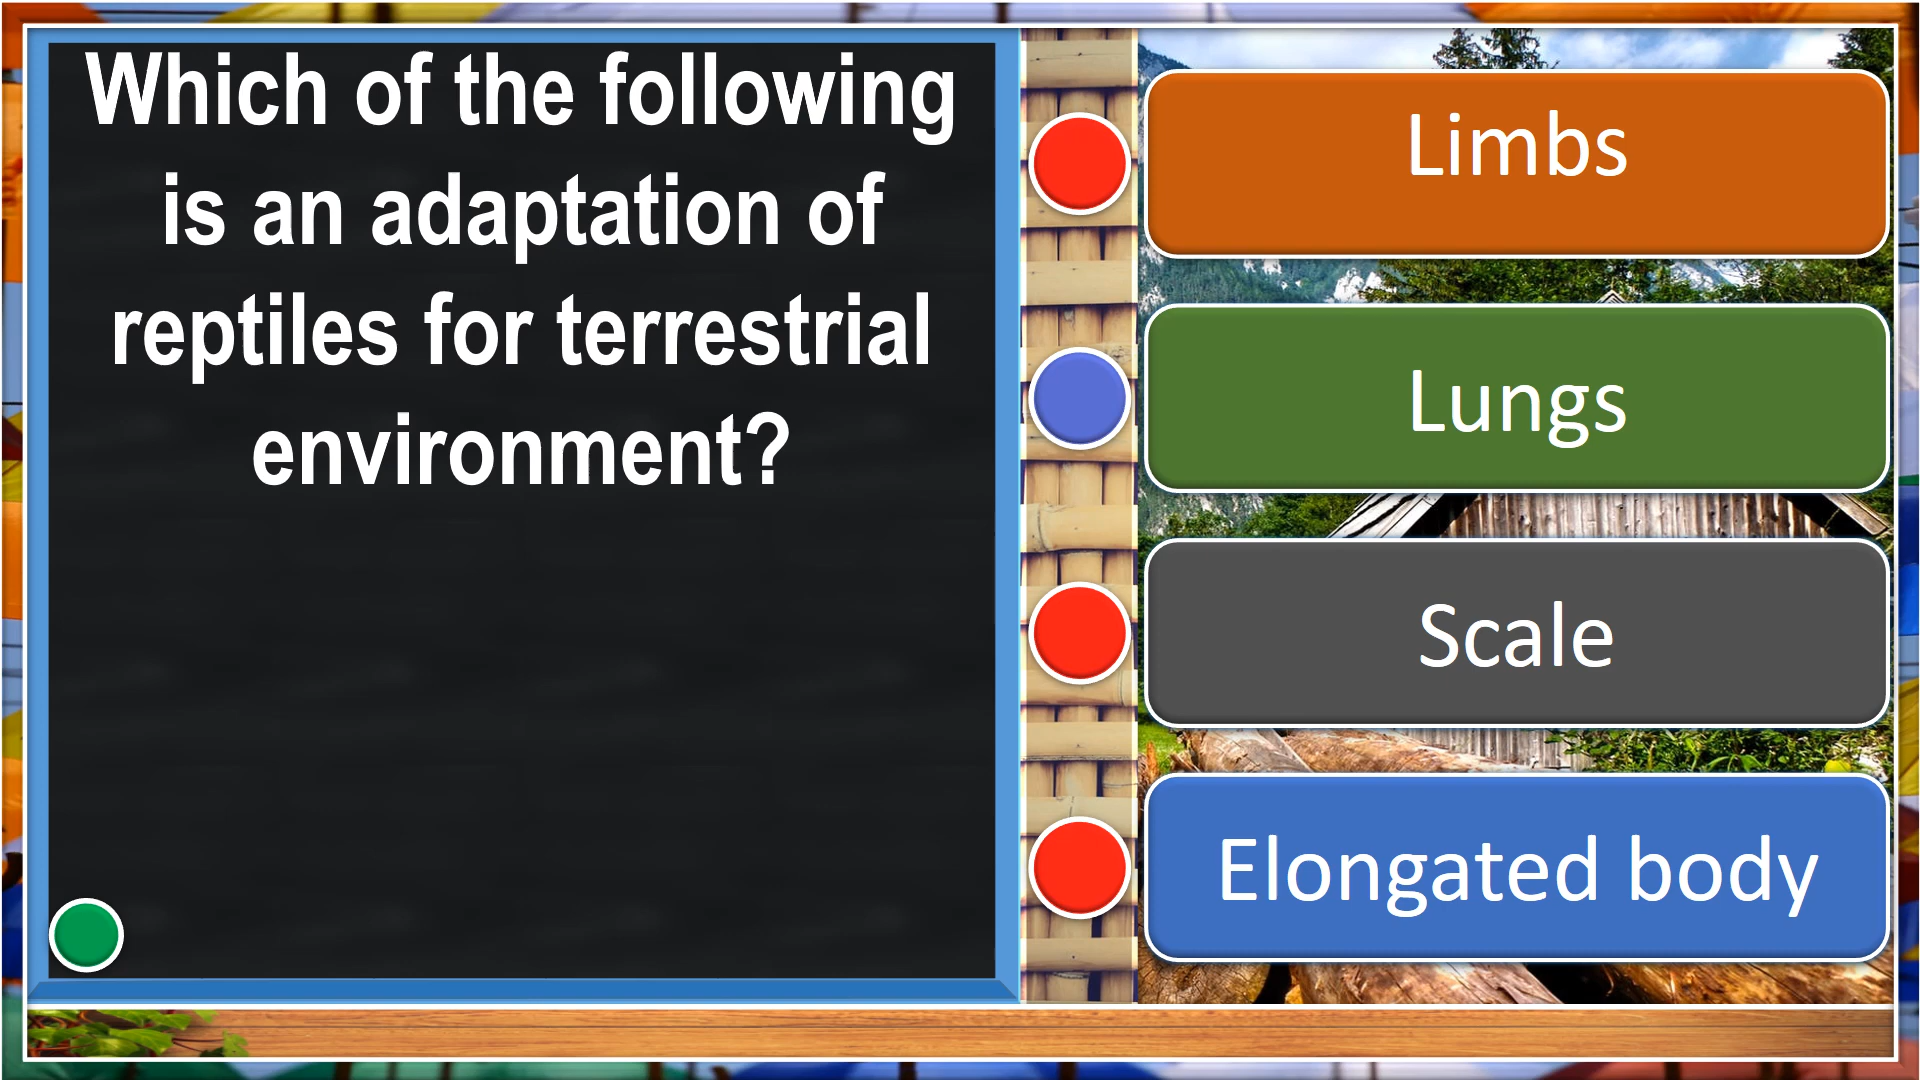 Which of the following
is an adaptation of
reptiles for terrestrial
environment?
Limbs
Lungs
Scale
Elongated body